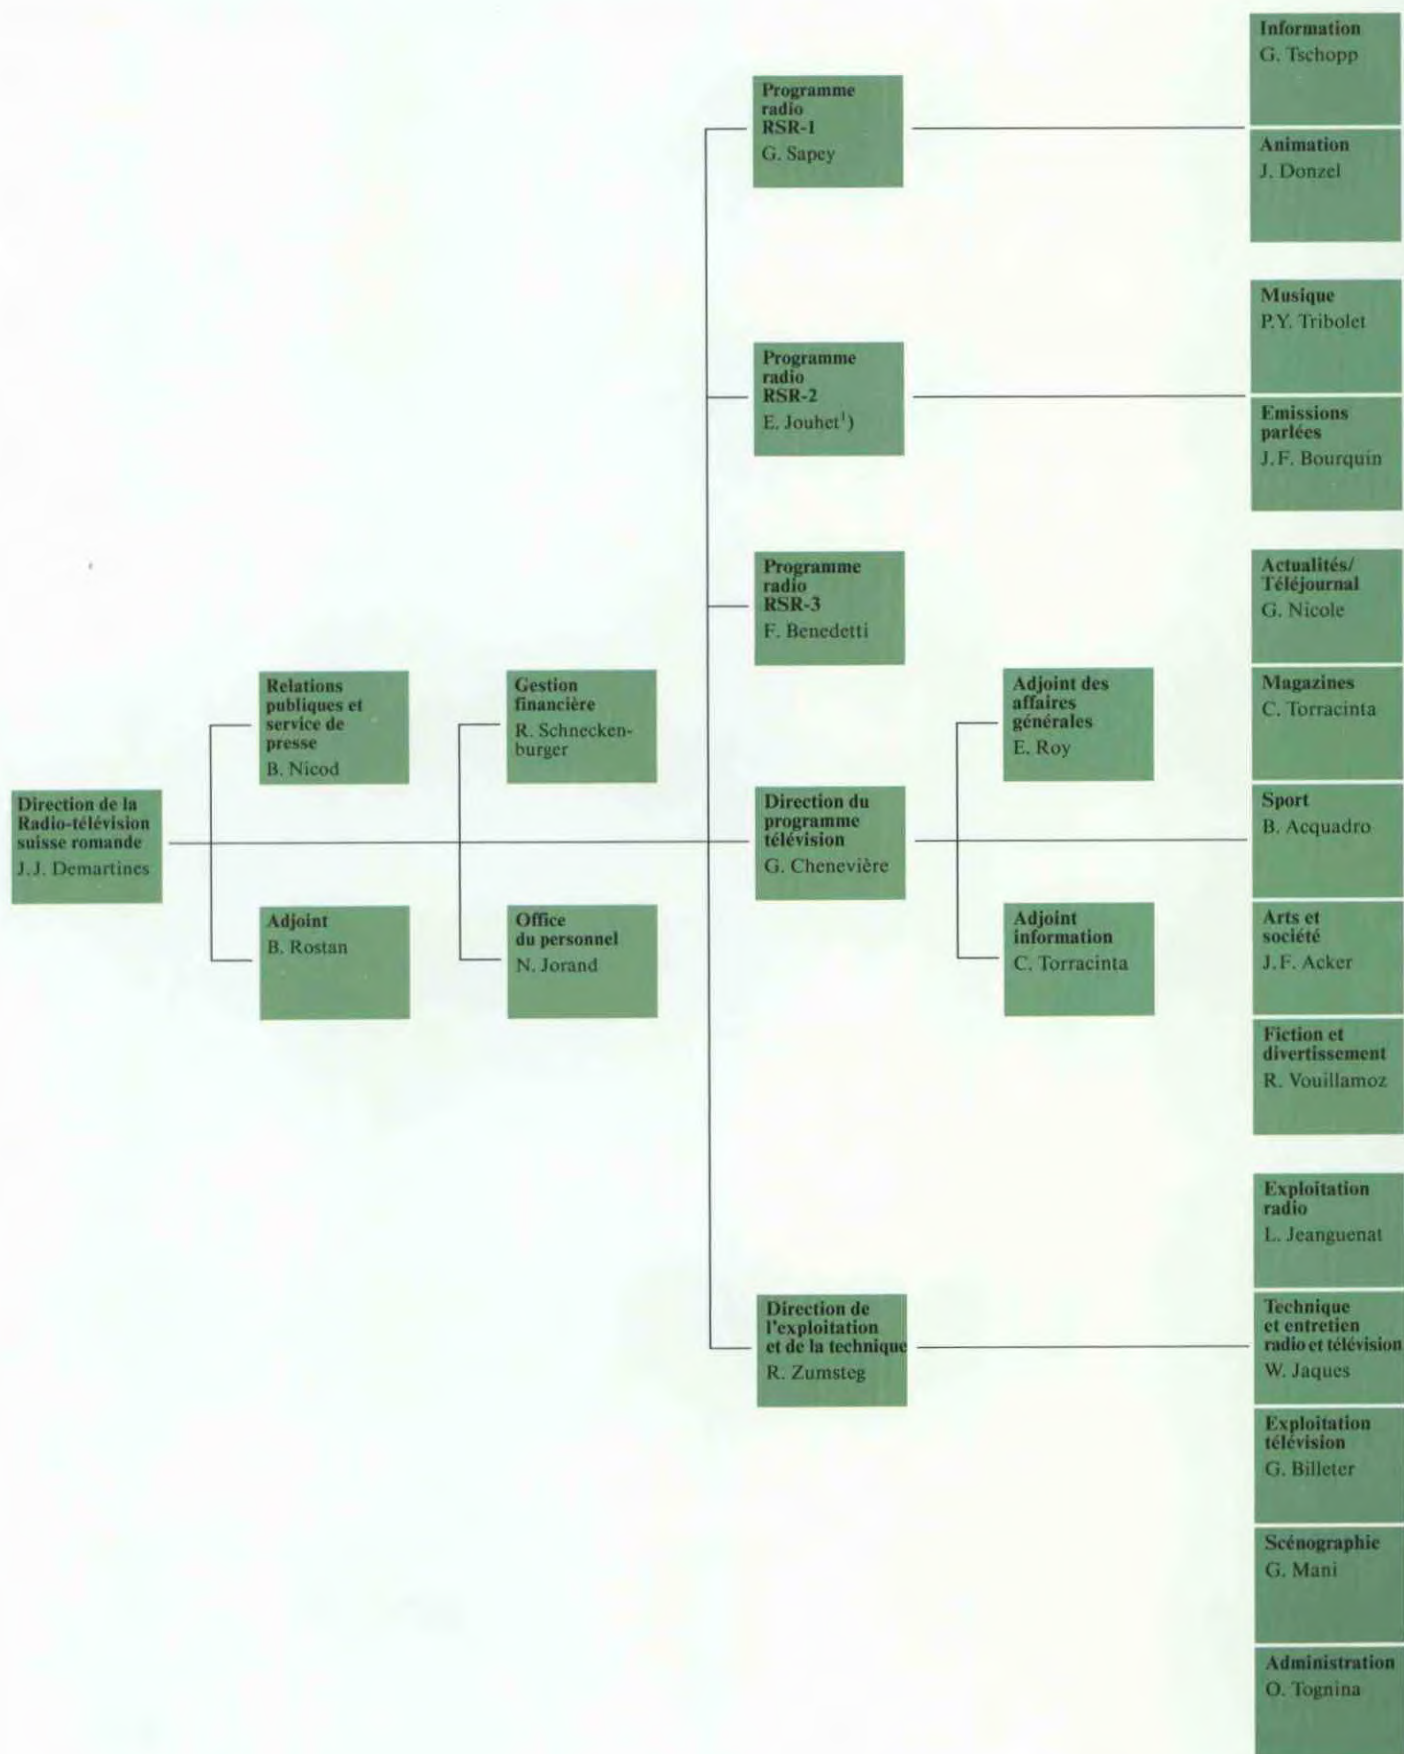 Information
G. Tschopp
Programme
radio
RSR-1
G. Sapey
Animation
J. Donzel
Musique
P.Y. Tribolet
Programme
radio
RSR-2
E. Jouhet¹)
Emissions
parlées
J.F. Bourquin
Programme
radio
RSR-3
F. Benedetti
Actualités/
Téléjournal
G. Nicole
Relations
publiques et
service de
presse
B. Nicod
Gestion
financière
R. Schnecken-
burger
Adjoint des
affaires
générales
E. Roy
Magazines
C. Torracinta
Direction de la
Radio-télévision
suisse romande
J.J. Demartines
Direction du
programme
télévision
G. Chenevière
Sport
B. Acquadro
Adjoint
B. Rostan
Office
du personnel
N. Jorand
Adjoint
information
C. Torracinta
Arts et
société
J.F. Acker
Fiction et
divertissement
R. Vouillamoz
Exploitation
radio
L. Jeanguenat
Direction de
l'exploitation
et de la technique
R. Zumsteg
Technique
et entretien
radio et télévision
W. Jaques
Exploitation
télévision
G. Billeter
Scénographie
G. Mani
Administration
O. Tognina